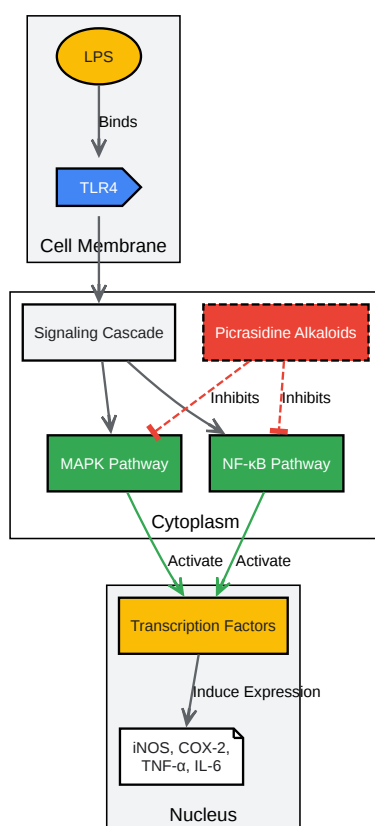 LPS
Binds
TLR4
Cell Membrane
Signaling Cascade
Picrasidine Alkaloids
Inhibits
Inhibits
MAPK Pathway
NF-κB Pathway
Cytoplasm
Activate
Activate
Transcription Factors
Induce Expression
iNOS, COX-2,
TNF-α, IL-6
Nucleus